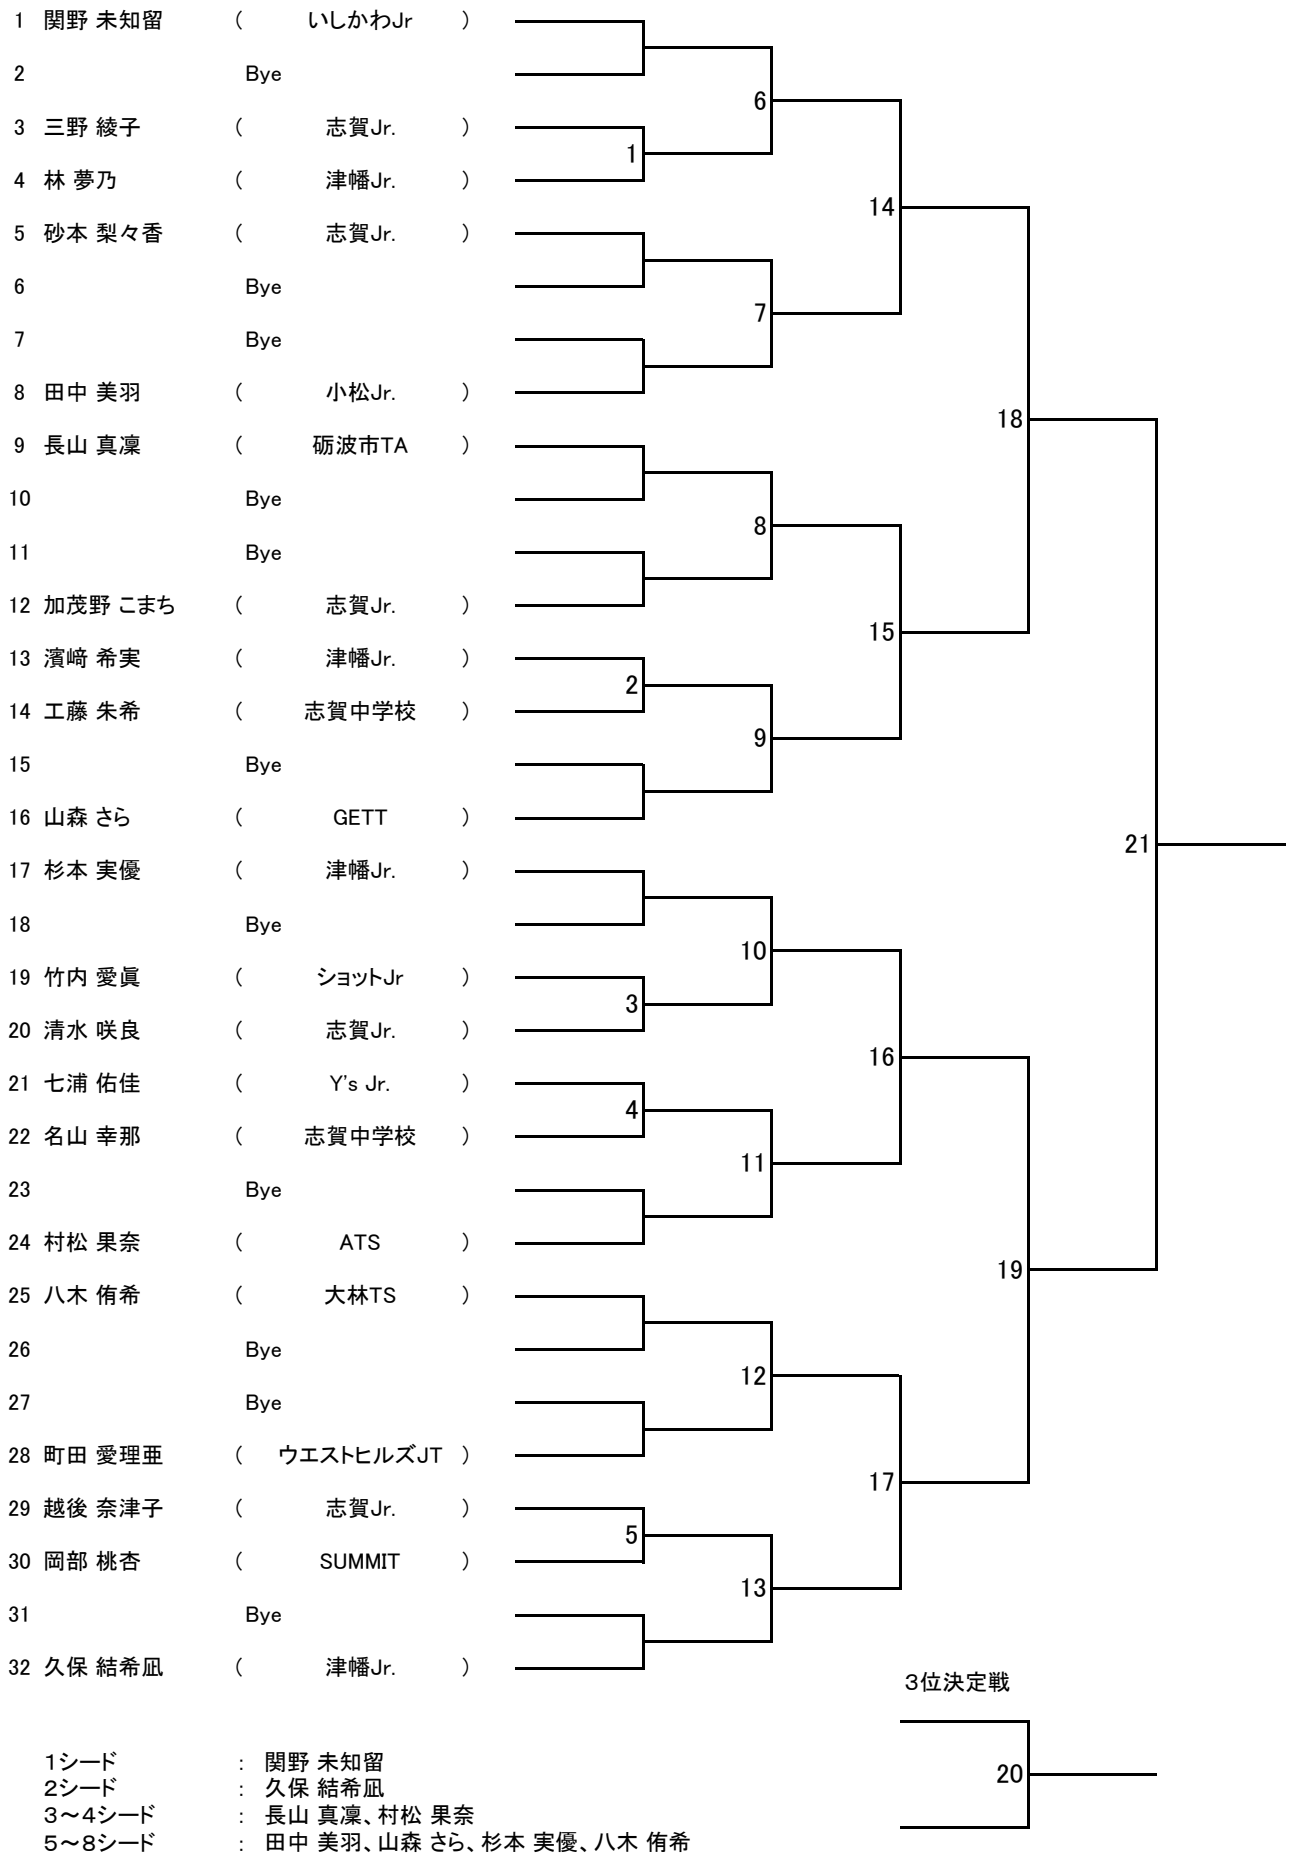 1 関野 未知留 ( いしかわJr )
2 Bye
6
3 三野 綾子 ( 志賀Jr. )
1
4 林 夢乃 ( 津幡Jr. )
14
5 砂本 梨々香 ( 志賀Jr. )
6 Bye
7
7 Bye
8 田中 美羽 ( 小松Jr. )
18
9 長山 真凜 ( 砺波市TA )
10 Bye
8
11 Bye
12 加茂野 こまち ( 志賀Jr. )
15
13 濱﨑 希実 ( 津幡Jr. )
2
14 工藤 朱希 ( 志賀中学校 )
9
15 Bye
16 山森 さら ( GETT )
21
17 杉本 実優 ( 津幡Jr. )
18 Bye
10
19 竹内 愛眞 ( ショットJr )
3
20 清水 咲良 ( 志賀Jr. )
16
21 七浦 佑佳 ( Y's Jr. )
4
22 名山 幸那 ( 志賀中学校 )
11
23 Bye
24 村松 果奈 ( ATS )
19
25 八木 侑希 ( 大林TS )
26 Bye
12
27 Bye
28 町田 愛理亜 ( ウエストヒルズJT )
17
29 越後 奈津子 ( 志賀Jr. )
5
30 岡部 桃杏 ( SUMMIT )
13
31 Bye
32 久保 結希凪 ( 津幡Jr. )
3位決定戦
20
1シード : 関野 未知留
2シード : 久保 結希凪
3～4シード : 長山 真凜、村松 果奈
5～8シード : 田中 美羽、山森 さら、杉本 実優、八木 侑希